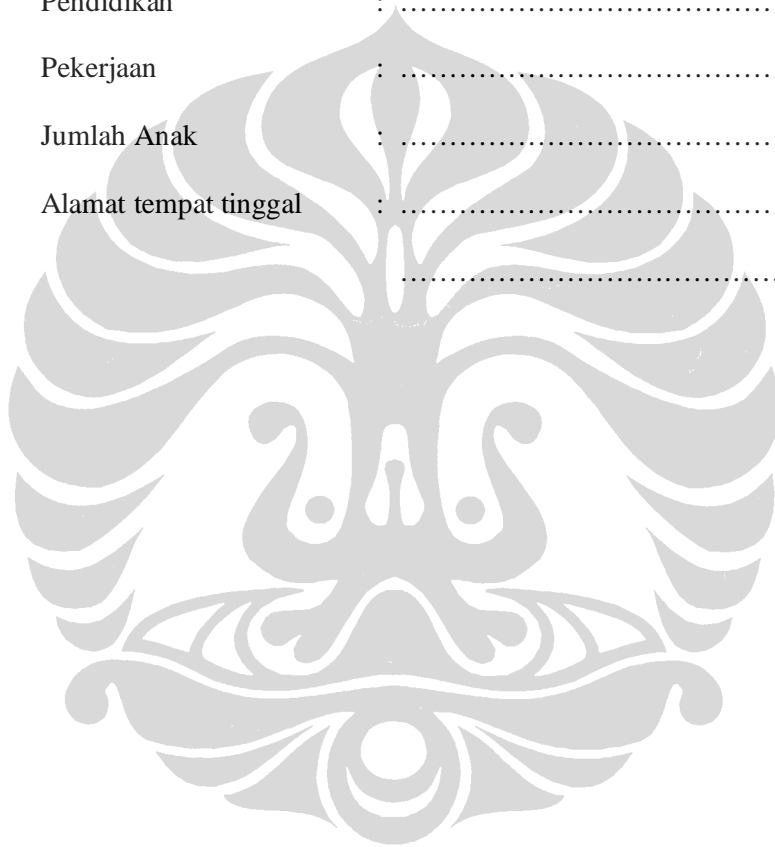 Pendidikan : ……………………………………
Pekerjaan : ……………………………………
Jumlah Anak : ……………………………………
Alamat tempat tinggal : ……………………………………
……………………………………